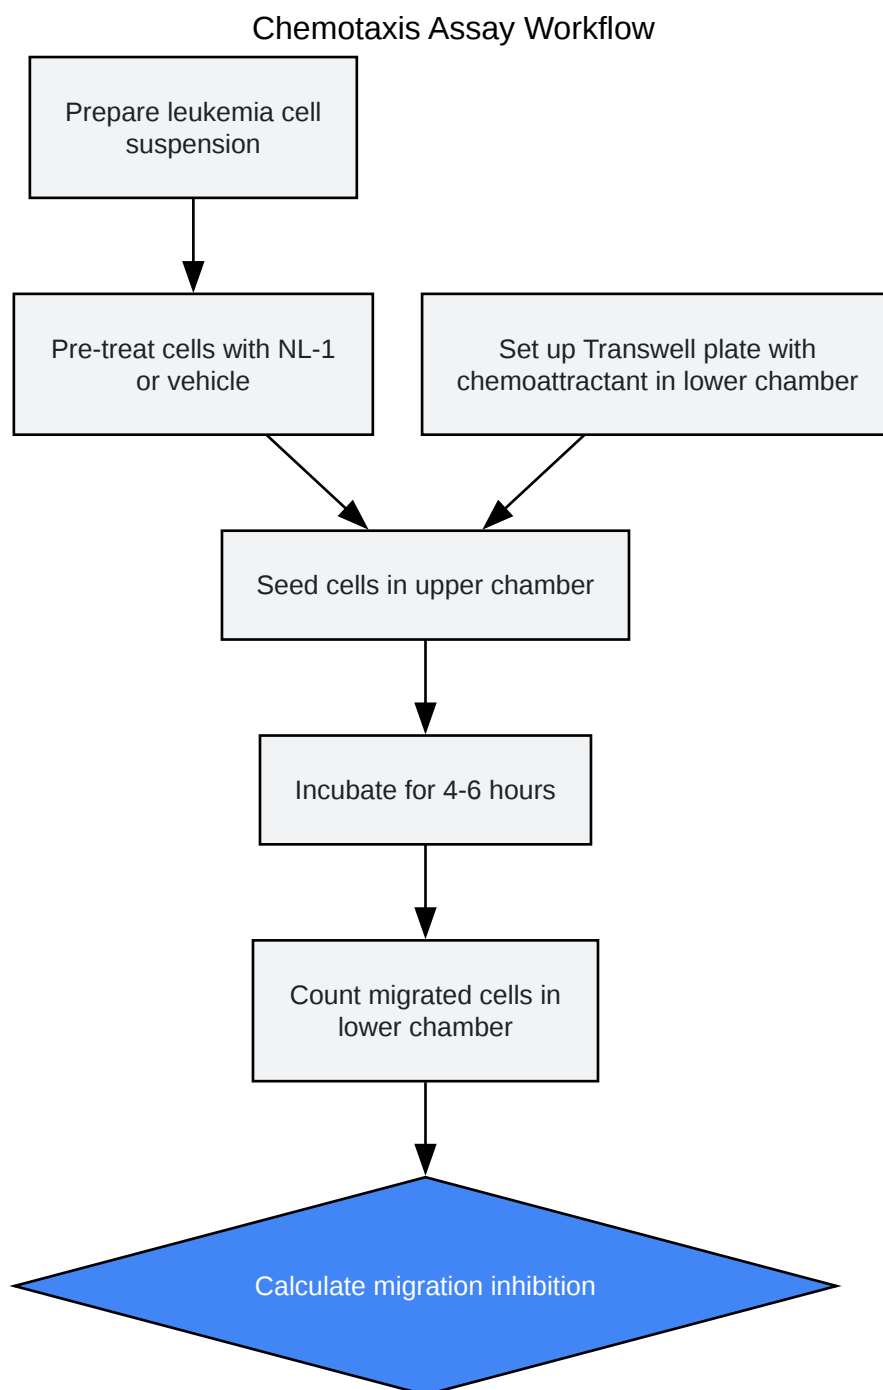 Chemotaxis Assay Workflow
Prepare leukemia cell
suspension
Pre-treat cells with NL-1
or vehicle
Set up Transwell plate with
chemoattractant in lower chamber
Seed cells in upper chamber
Incubate for 4-6 hours
Count migrated cells in
lower chamber
Calculate migration inhibition